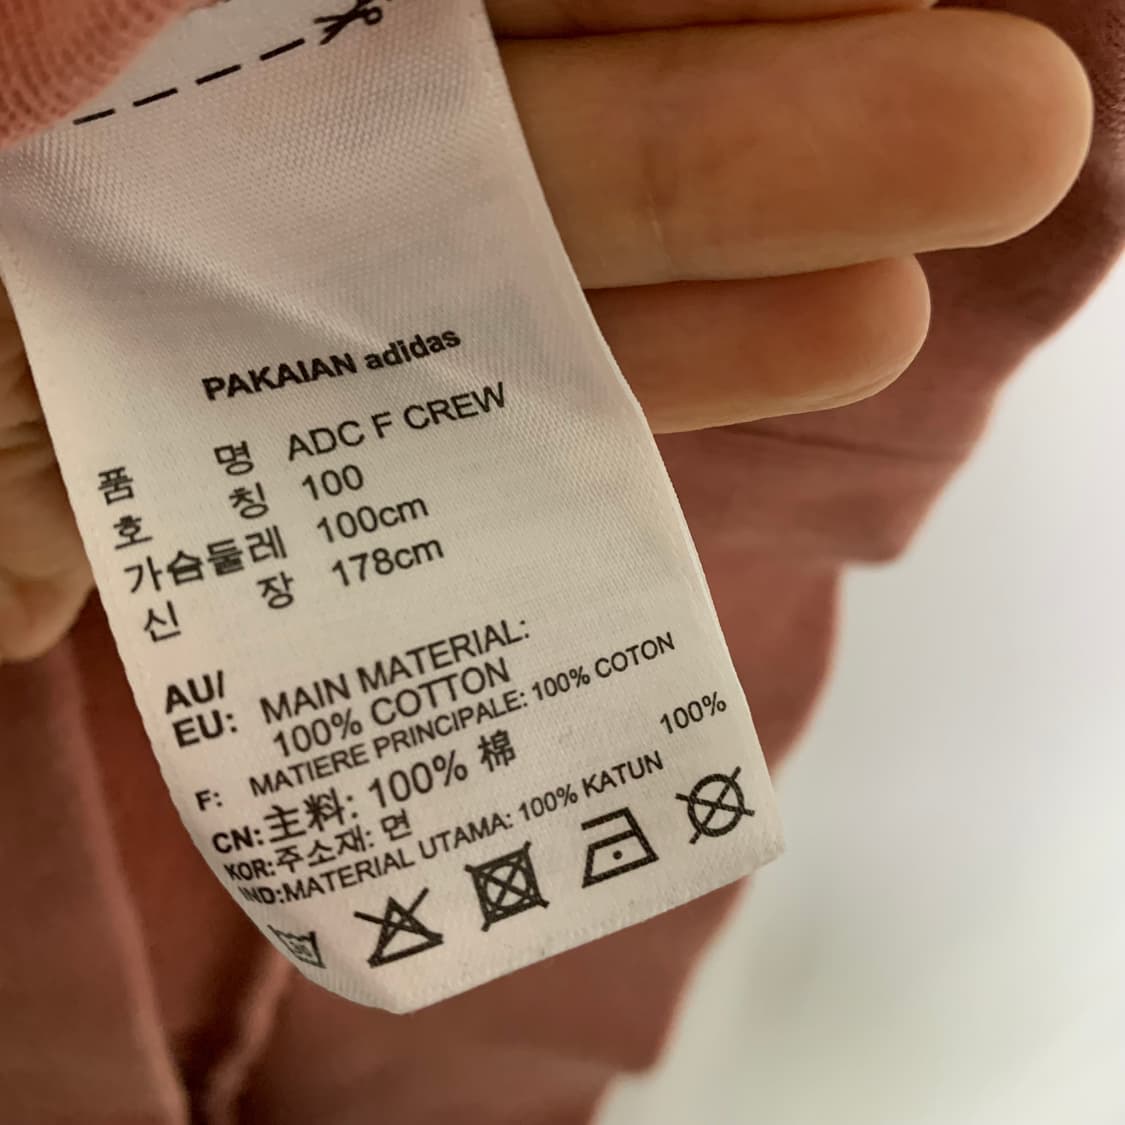 PAKAIAN adidas
품 명 ADC F CREW
호 칭 100
가슴둘레 100cm
신 장 178cm
AU/ EU: MAIN MATERIAL:
100% COTTON
F: MATIERE PRINCIPALE: 100% COTON
CN:主料: 100% 棉
KOR:주소재: 면 100%
IND:MATERIAL UTAMA: 100% KATUN